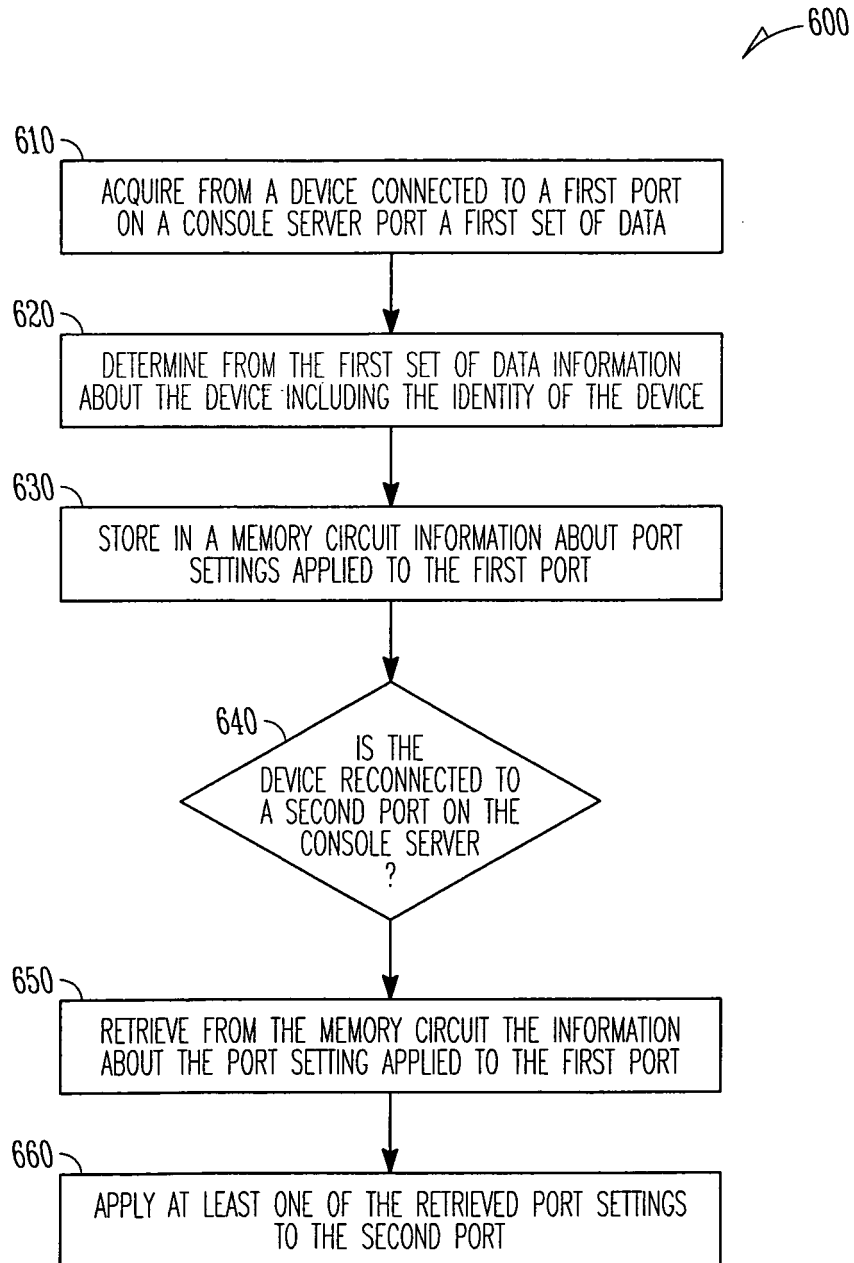 600
610
ACQUIRE FROM A DEVICE CONNECTED TO A FIRST PORT
ON A CONSOLE SERVER PORT A FIRST SET OF DATA
620
DETERMINE FROM THE FIRST SET OF DATA INFORMATION
ABOUT THE DEVICE INCLUDING THE IDENTITY OF THE DEVICE
630
STORE IN A MEMORY CIRCUIT INFORMATION ABOUT PORT
SETTINGS APPLIED TO THE FIRST PORT
640
IS THE
DEVICE RECONNECTED TO
A SECOND PORT ON THE
CONSOLE SERVER
?
650
RETRIEVE FROM THE MEMORY CIRCUIT THE INFORMATION
ABOUT THE PORT SETTING APPLIED TO THE FIRST PORT
660
APPLY AT LEAST ONE OF THE RETRIEVED PORT SETTINGS
TO THE SECOND PORT